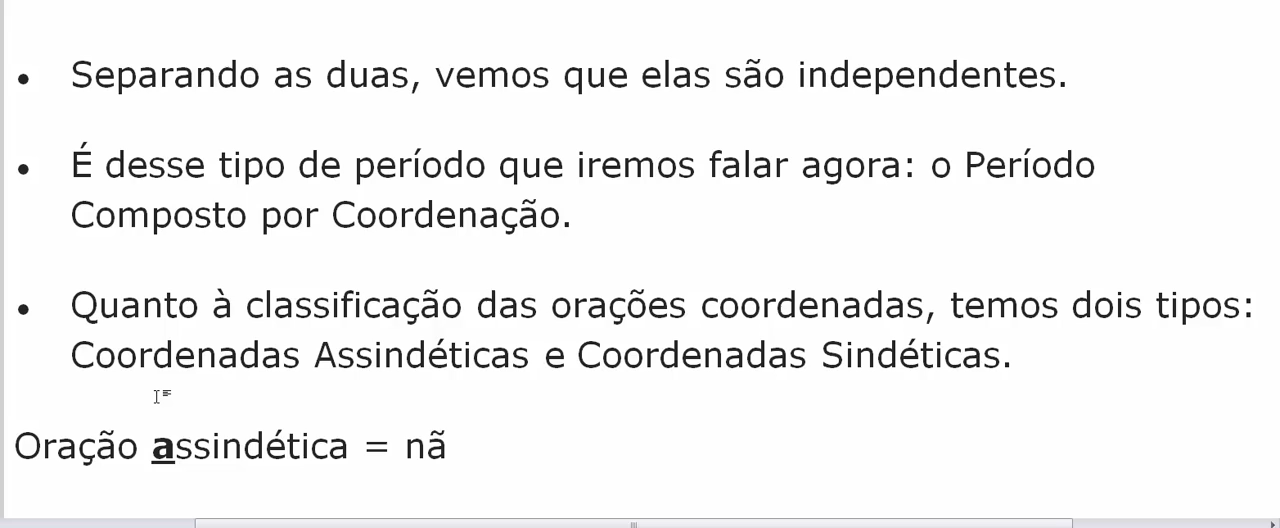 • Separando as duas, vemos que elas são independentes.
• É desse tipo de período que iremos falar agora: o Período
Composto por Coordenação.
• Quanto à classificação das orações coordenadas, temos dois tipos:
Coordenadas Assindéticas e Coordenadas Sindéticas.
Oração assindética = nã